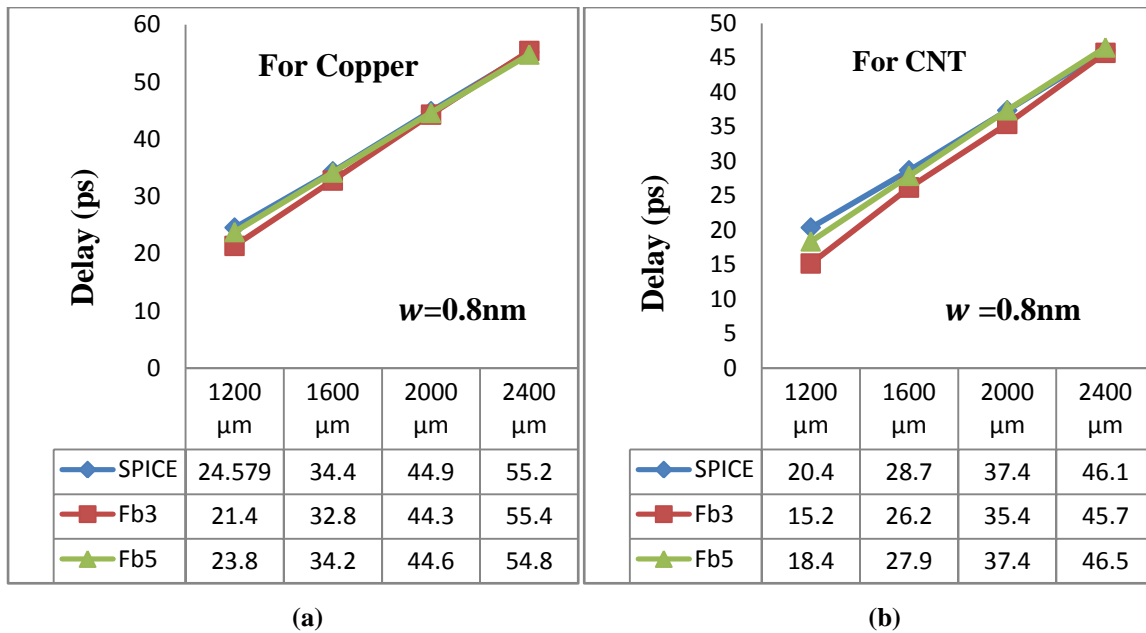 60
50
40
30
20
10
0
Delay (ps)
For Copper
w=0.8nm
1200 µm 1600 µm 2000 µm 2400 µm
SPICE 24.579 34.4 44.9 55.2
Fb3 21.4 32.8 44.3 55.4
Fb5 23.8 34.2 44.6 54.8
(a)
50
45
40
35
30
25
20
15
10
5
0
Delay (ps)
For CNT
w =0.8nm
1200 µm 1600 µm 2000 µm 2400 µm
SPICE 20.4 28.7 37.4 46.1
Fb3 15.2 26.2 35.4 45.7
Fb5 18.4 27.9 37.4 46.5
(b)